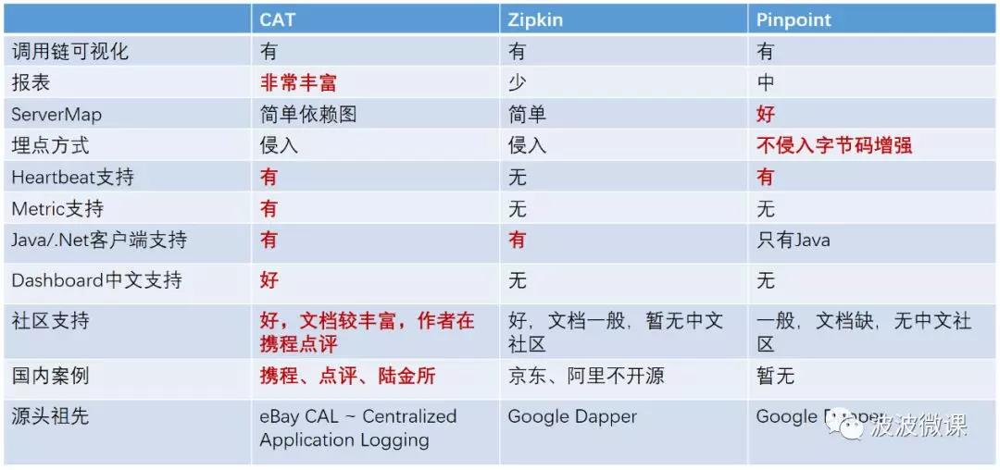 CAT Zipkin Pinpoint
调用链可视化 有 有 有
报表 非常丰富 少 中
ServerMap 简单依赖图 简单 好
埋点方式 侵入 侵入 不侵入字节码增强
Heartbeat支持 有 无 有
Metric支持 有 无 无
Java/.Net客户端支持 有 有 只有Java
Dashboard中文支持 好 无 无
社区支持 好，文档较丰富，作者在 好，文档一般，暂无中文 一般，文档缺，无中文社
携程点评 社区 区
国内案例 携程、点评、陆金所 京东、阿里不开源 暂无
源头祖先 eBay CAL ~ Centralized Google Dapper Google Dapper
Application Logging
波波微课